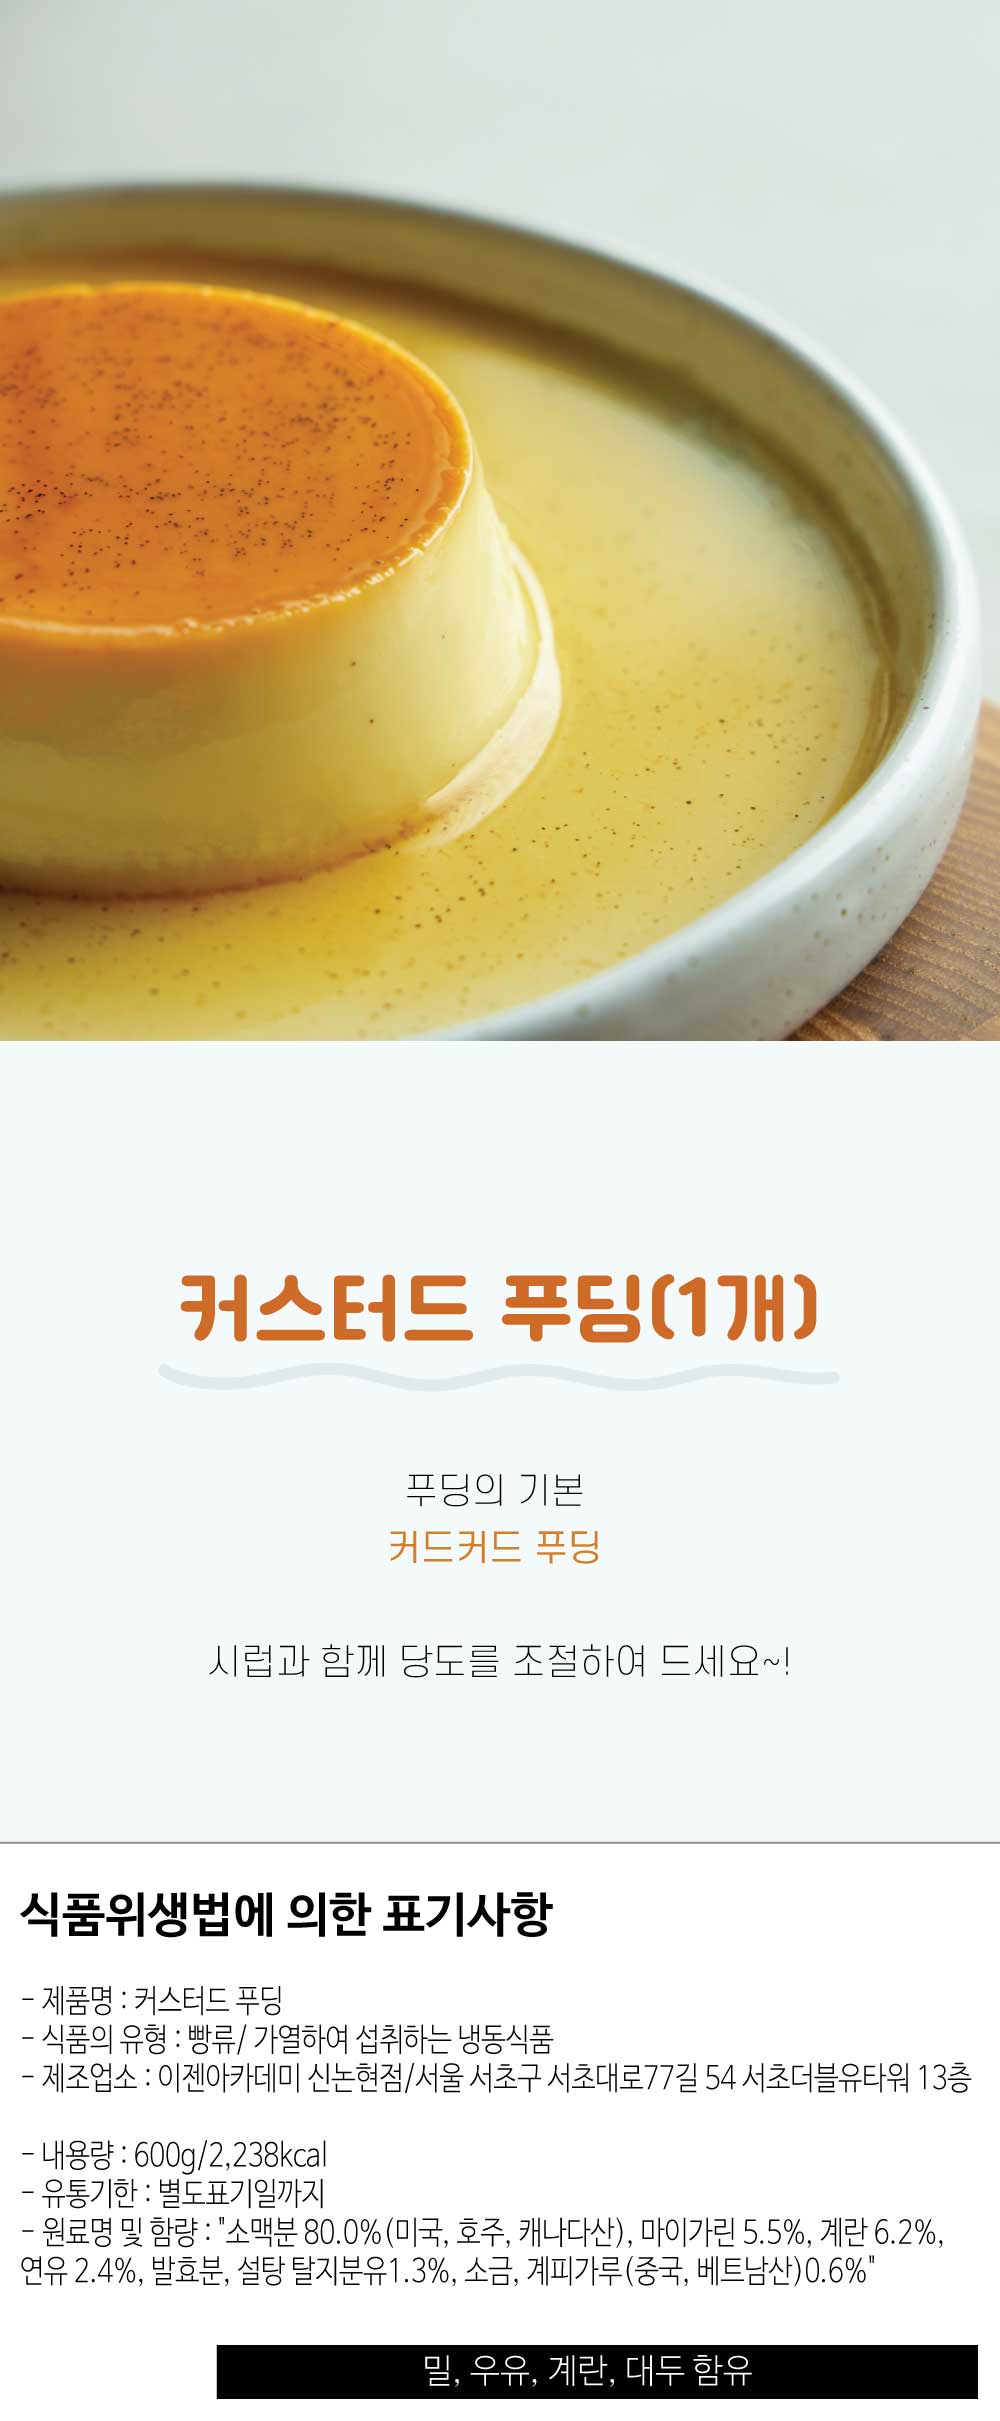 커스터드 푸딩(1개)
푸딩의 기본
커드커드 푸딩
시럽과 함께 당도를 조절하여 드세요~!
식품위생법에 의한 표기사항
- 제품명 : 커스터드 푸딩
- 식품의 유형 : 빵류/ 가열하여 섭취하는 냉동식품
- 제조업소 : 이젠아카데미 신논현점/서울 서초구 서초대로77길 54 서초더블유타워 13층
- 내용량 : 600g/2,238kcal
- 유통기한 : 별도표기일까지
- 원료명 및 함량 : "소맥분 80.0%(미국, 호주, 캐나다산), 마이가린 5.5%, 계란 6.2%,
연유 2.4%, 발효분, 설탕 탈지분유1.3%, 소금, 계피가루(중국, 베트남산)0.6%"
밀, 우유, 계란, 대두 함유